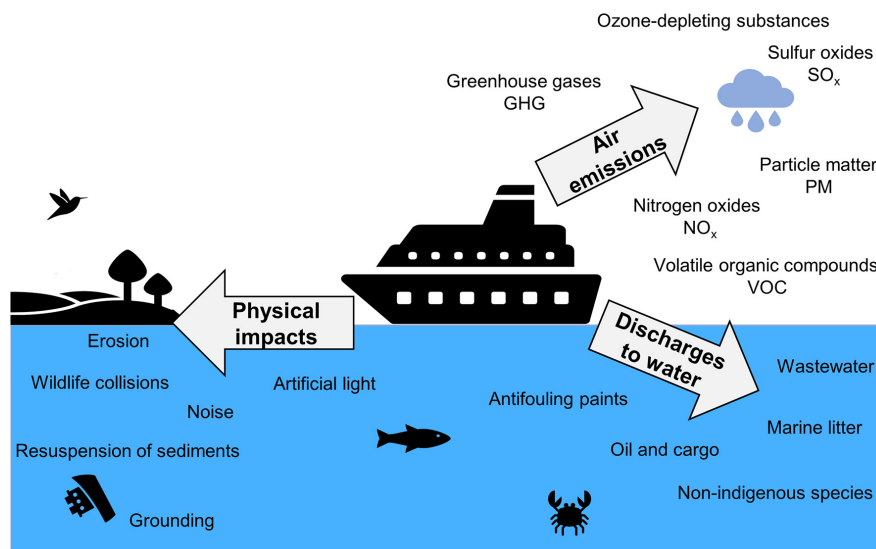 Ozone-depleting substances
Sulfur oxides
SOx
Greenhouse gases
GHG
Air
emissions
Particle matter
PM
Nitrogen oxides
NOx
Volatile organic compounds
VOC
Physical
impacts
Erosion
Wildlife collisions
Artificial light
Noise
Resuspension of sediments
Grounding
Discharges
to water
Wastewater
Antifouling paints
Marine litter
Oil and cargo
Non-indigenous species